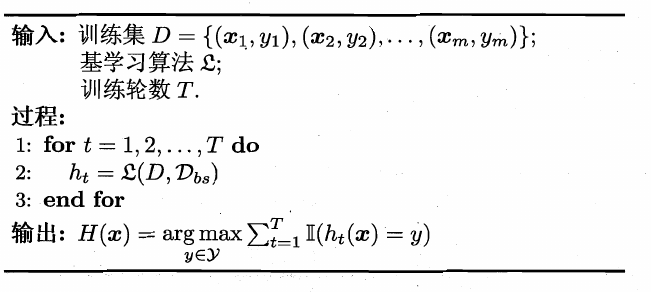 输入: 训练集 D = {(x₁, y₁), (x₂, y₂), . . . , (xₘ, yₘ)};
基学习算法 𝔏;
训练轮数 T.
过程:
1: for t = 1, 2, . . . , T do
2: hₜ = 𝔏(D, 𝒟_bs)
3: end for
输出: H(x) = arg max_{y∈𝒴} ∑_{t=1}^{T} 𝕀(hₜ(x) = y)